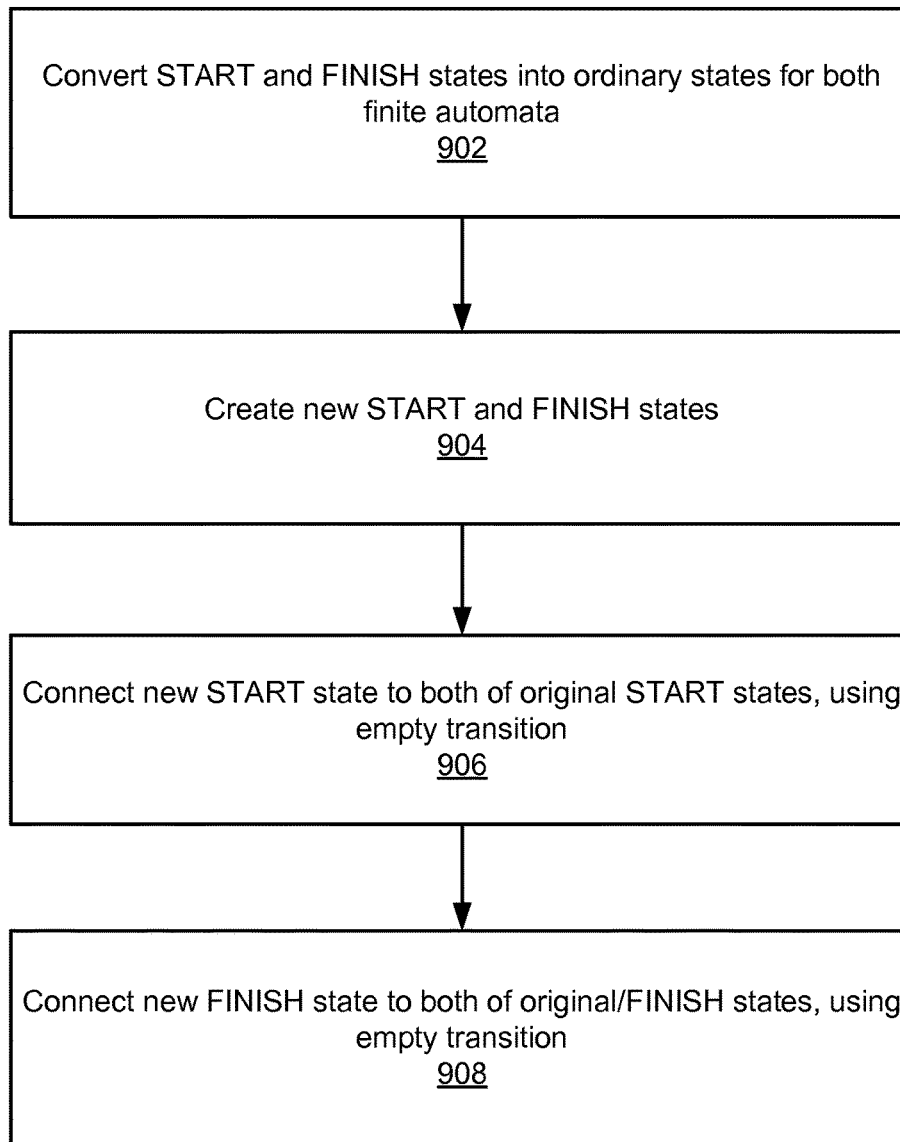 Convert START and FINISH states into ordinary states for both
finite automata
902
Create new START and FINISH states
904
Connect new START state to both of original START states, using
empty transition
906
Connect new FINISH state to both of original/FINISH states, using
empty transition
908